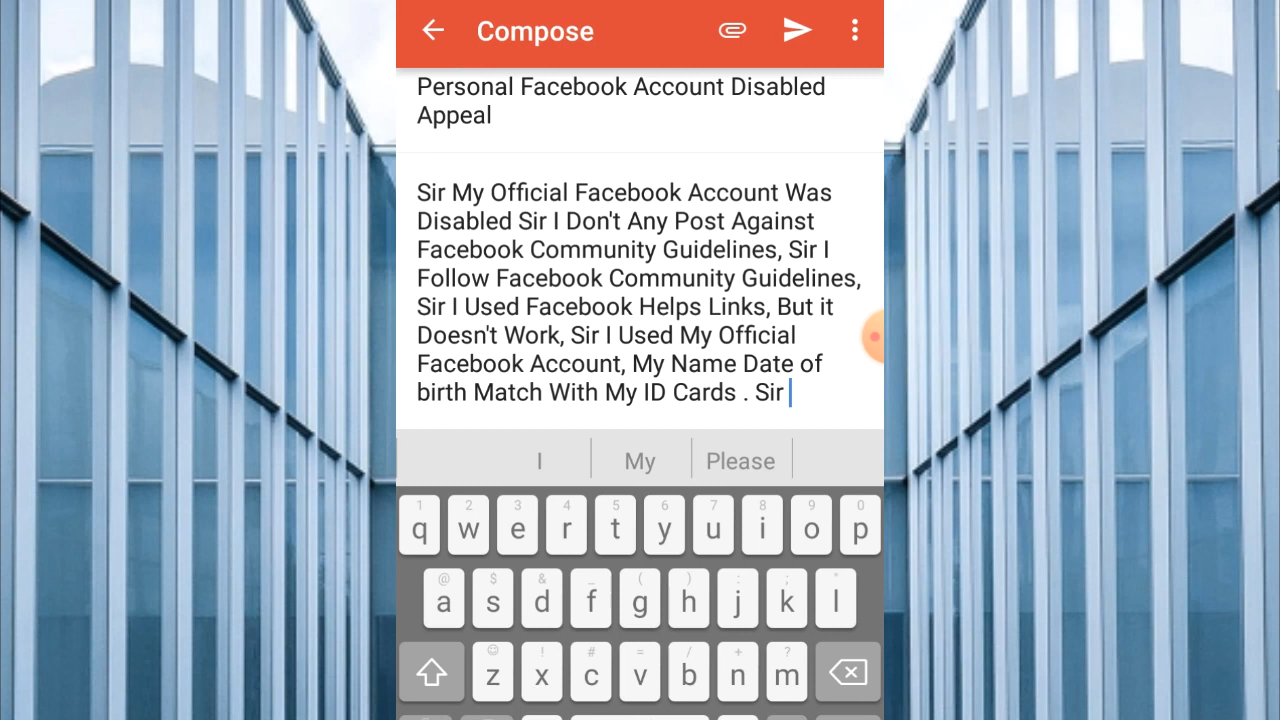 Compose
Personal Facebook Account Disabled
Appeal
Sir My Official Facebook Account Was
Disabled Sir I Don't Any Post Against
Facebook Community Guidelines, Sir I
Follow Facebook Community Guidelines,
Sir I Used Facebook Helps Links, But it
Doesn't Work, Sir I Used My Official
Facebook Account, My Name Date of
birth Match With My ID Cards . Sir
I My Please
1 2 3 4 5 6 7 8 9 0
q w e r t y u i o p
@ $ & _ ( ) : ; "
a s d f g h j k l
! # = / + ?
z x c v b n m